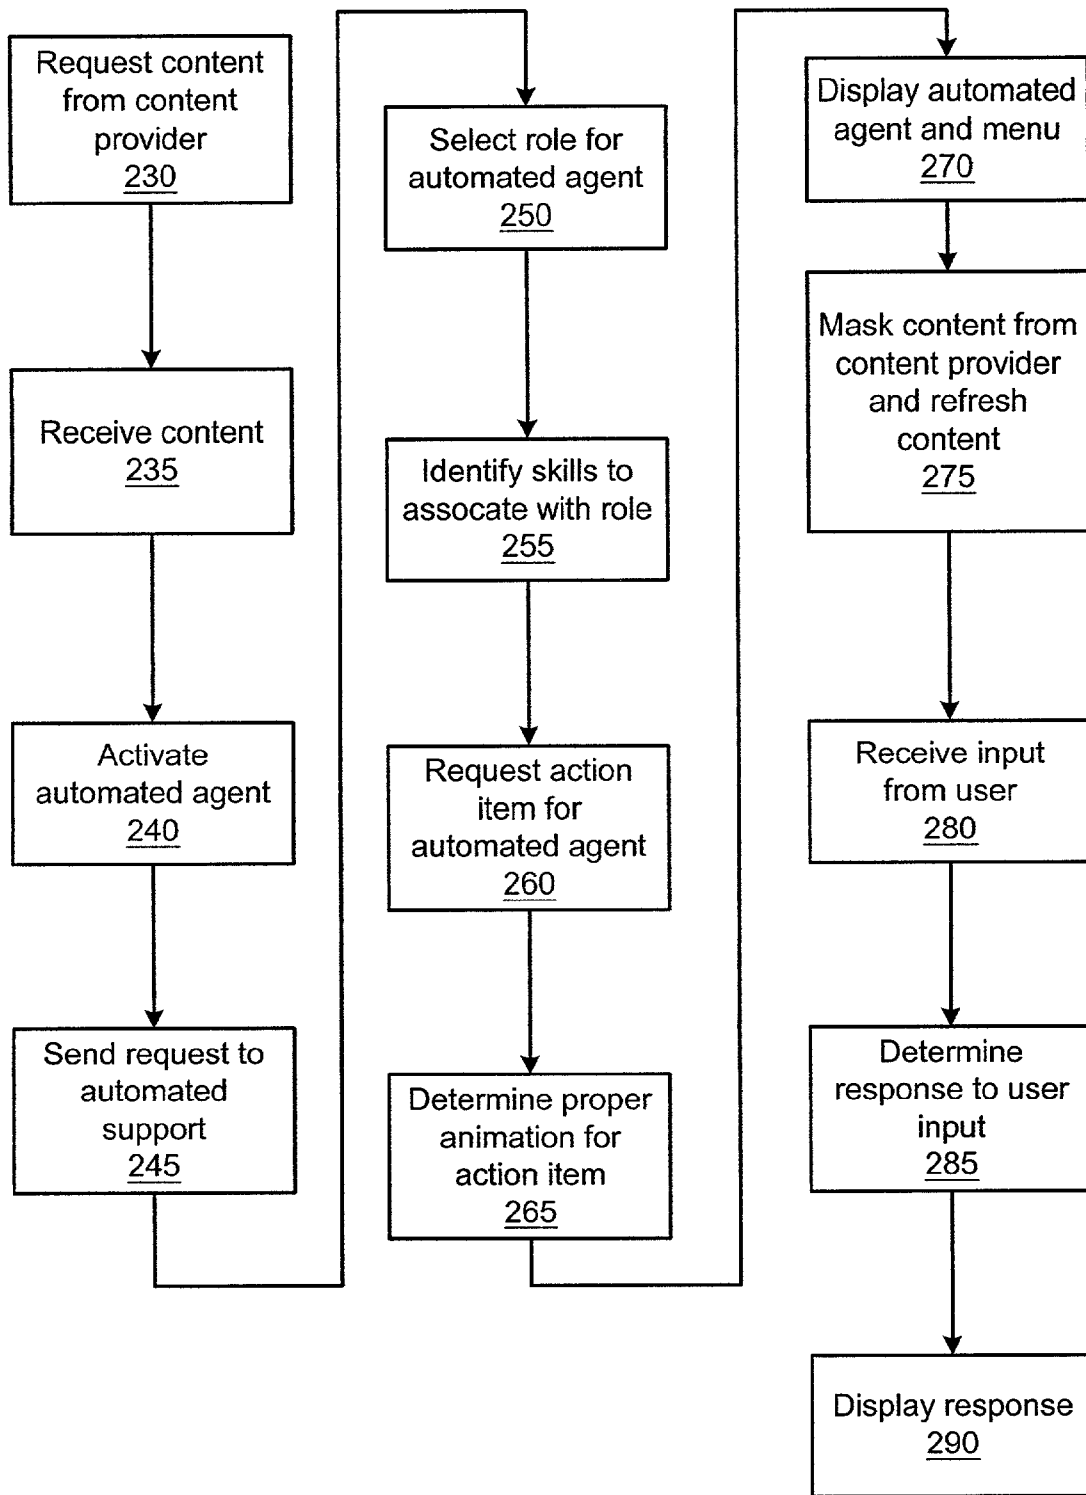 Request content
from content
provider
230
Receive content
235
Activate
automated agent
240
Send request to
automated
support
245
Select role for
automated agent
250
Identify skills to
assocate with role
255
Request action
item for
automated agent
260
Determine proper
animation for
action item
265
Display automated
agent and menu
270
Mask content from
content provider
and refresh
content
275
Receive input
from user
280
Determine
response to user
input
285
Display response
290